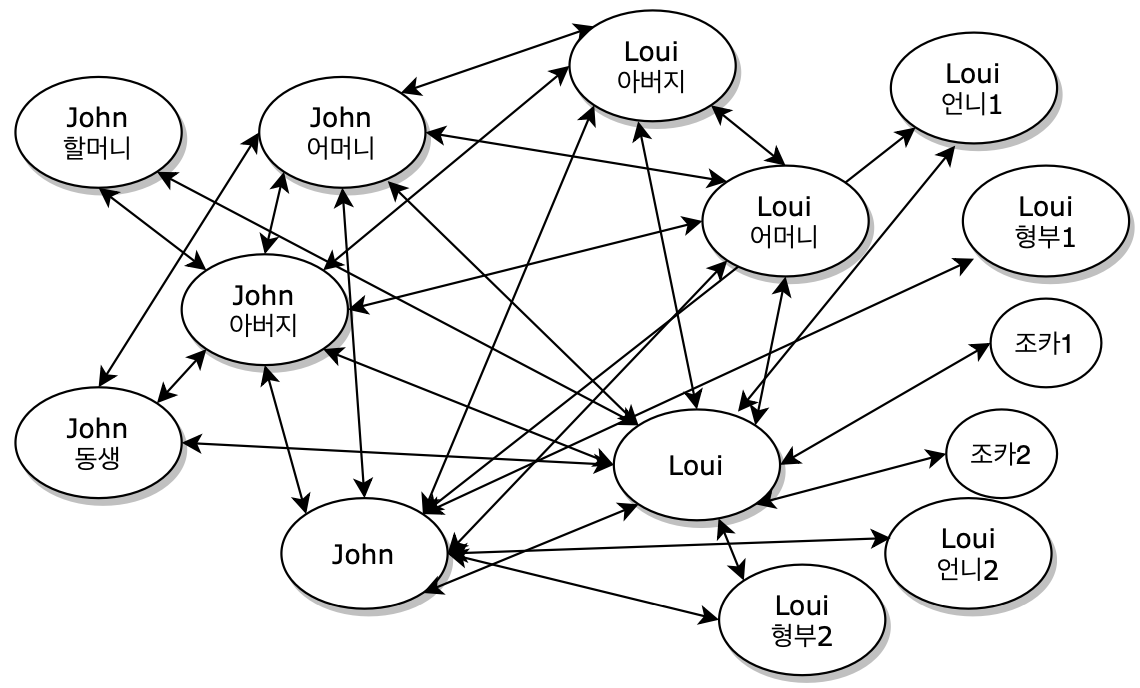 Loui
아버지
Loui
언니1
John
할머니
John
어머니
Loui
어머니
Loui
형부1
John
아버지
조카1
John
동생
Loui
조카2
John
Loui
언니2
Loui
형부2